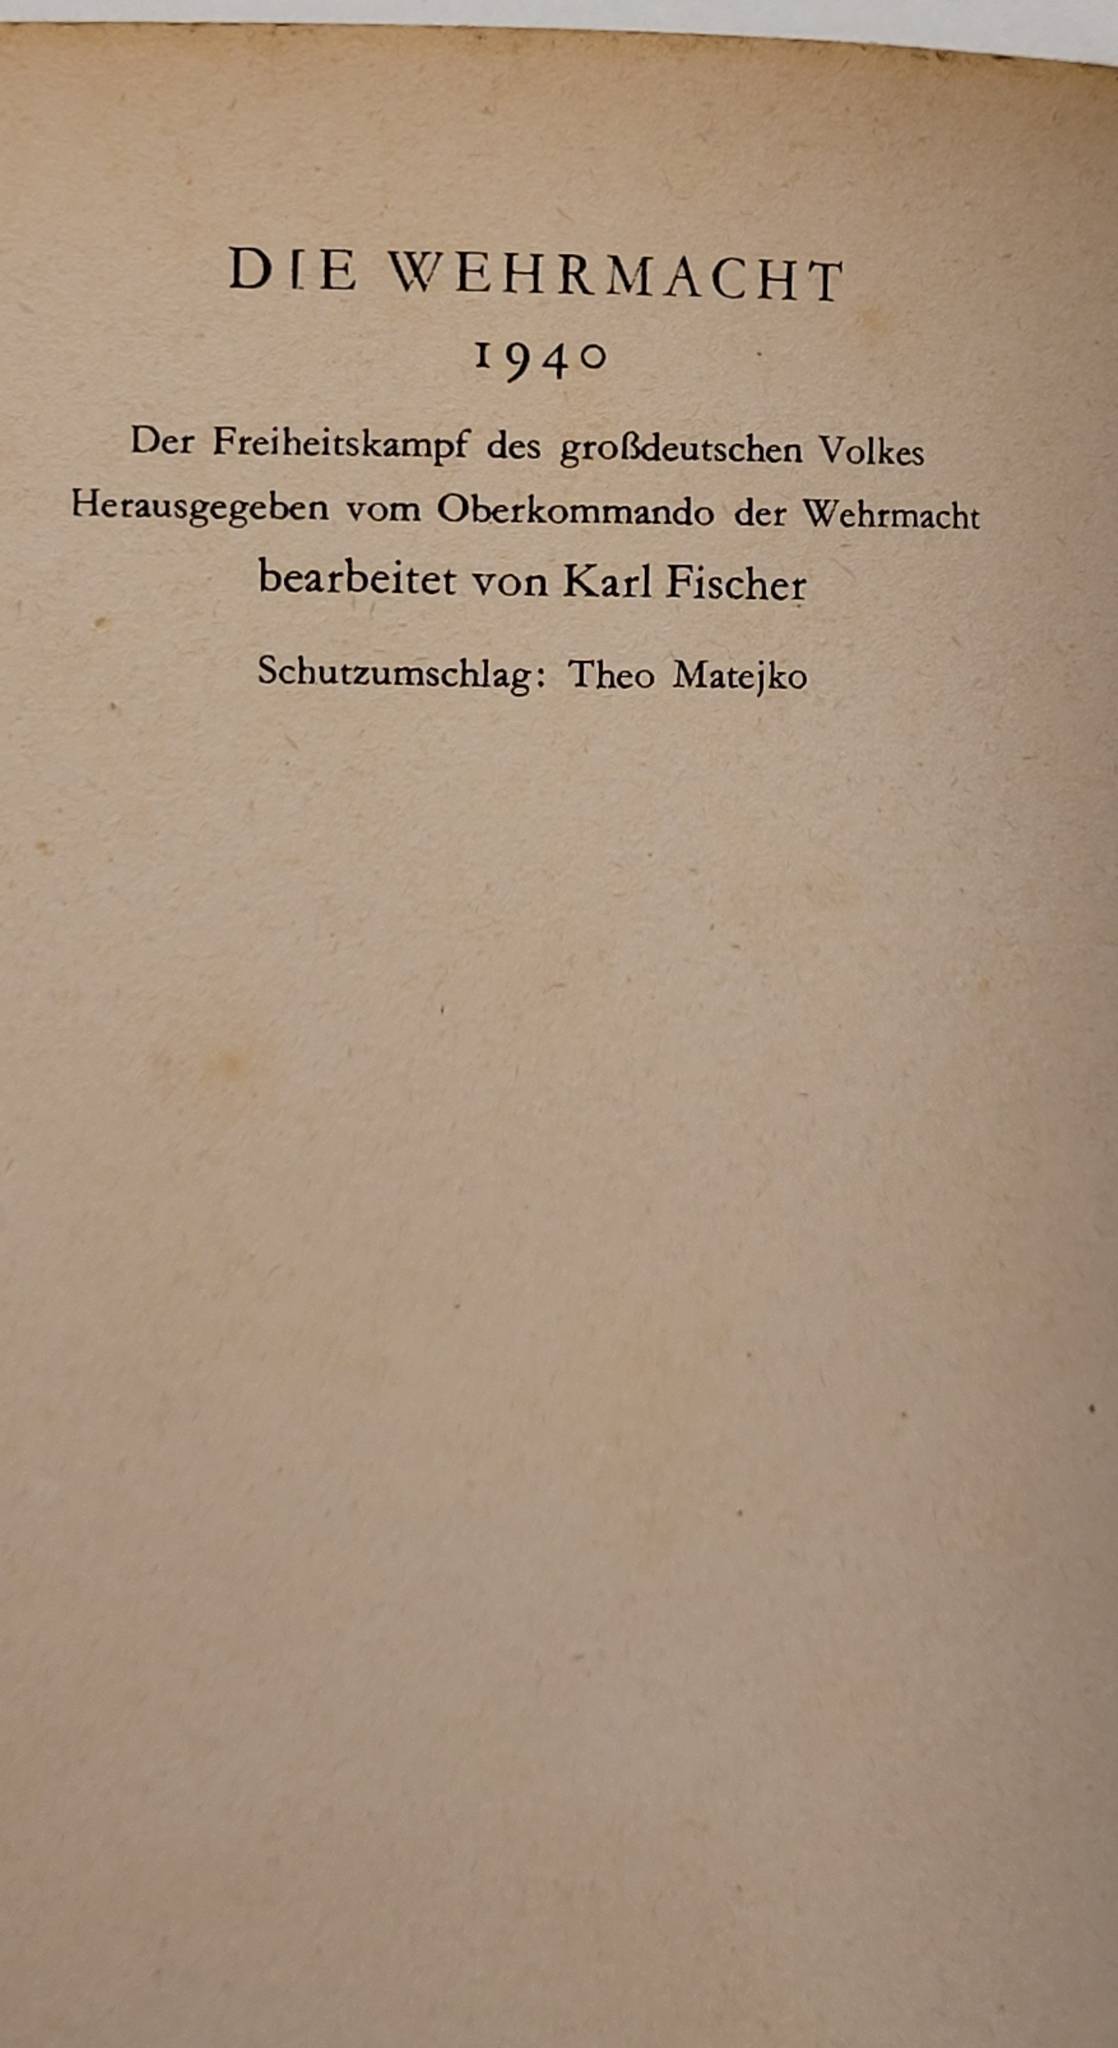 DIE WEHRMACHT
1940
Der Freiheitskampf des großdeutschen Volkes
Herausgegeben vom Oberkommando der Wehrmacht
bearbeitet von Karl Fischer
Schutzumschlag: Theo Matejko